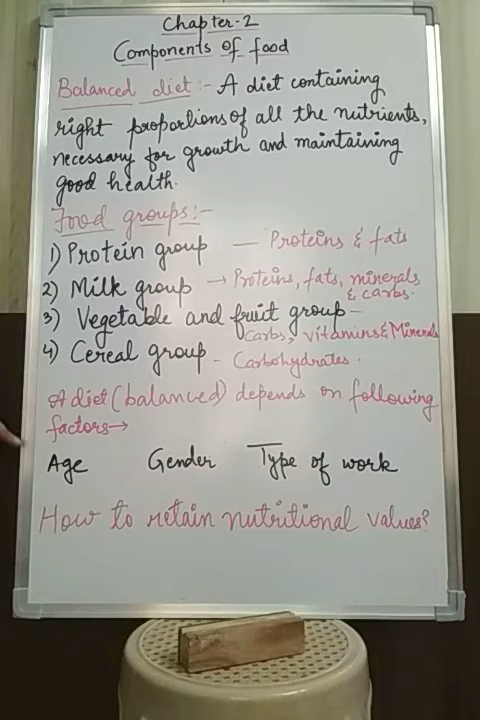 Chapter-2
Components of food
Balanced diet :- A diet containing
right proportions of all the nutrients,
necessary for growth and maintaining
good health.
Food groups:-
1) Protein group — Proteins & fats
2) Milk group → Proteins, fats, minerals
& carbs.
3) Vegetable and fruit group -
Carbs, vitamins & Minerals
4) Cereal group - Carbohydrates.
A diet (balanced) depends on following
factors →
Age Gender Type of work
How to retain nutritional values?